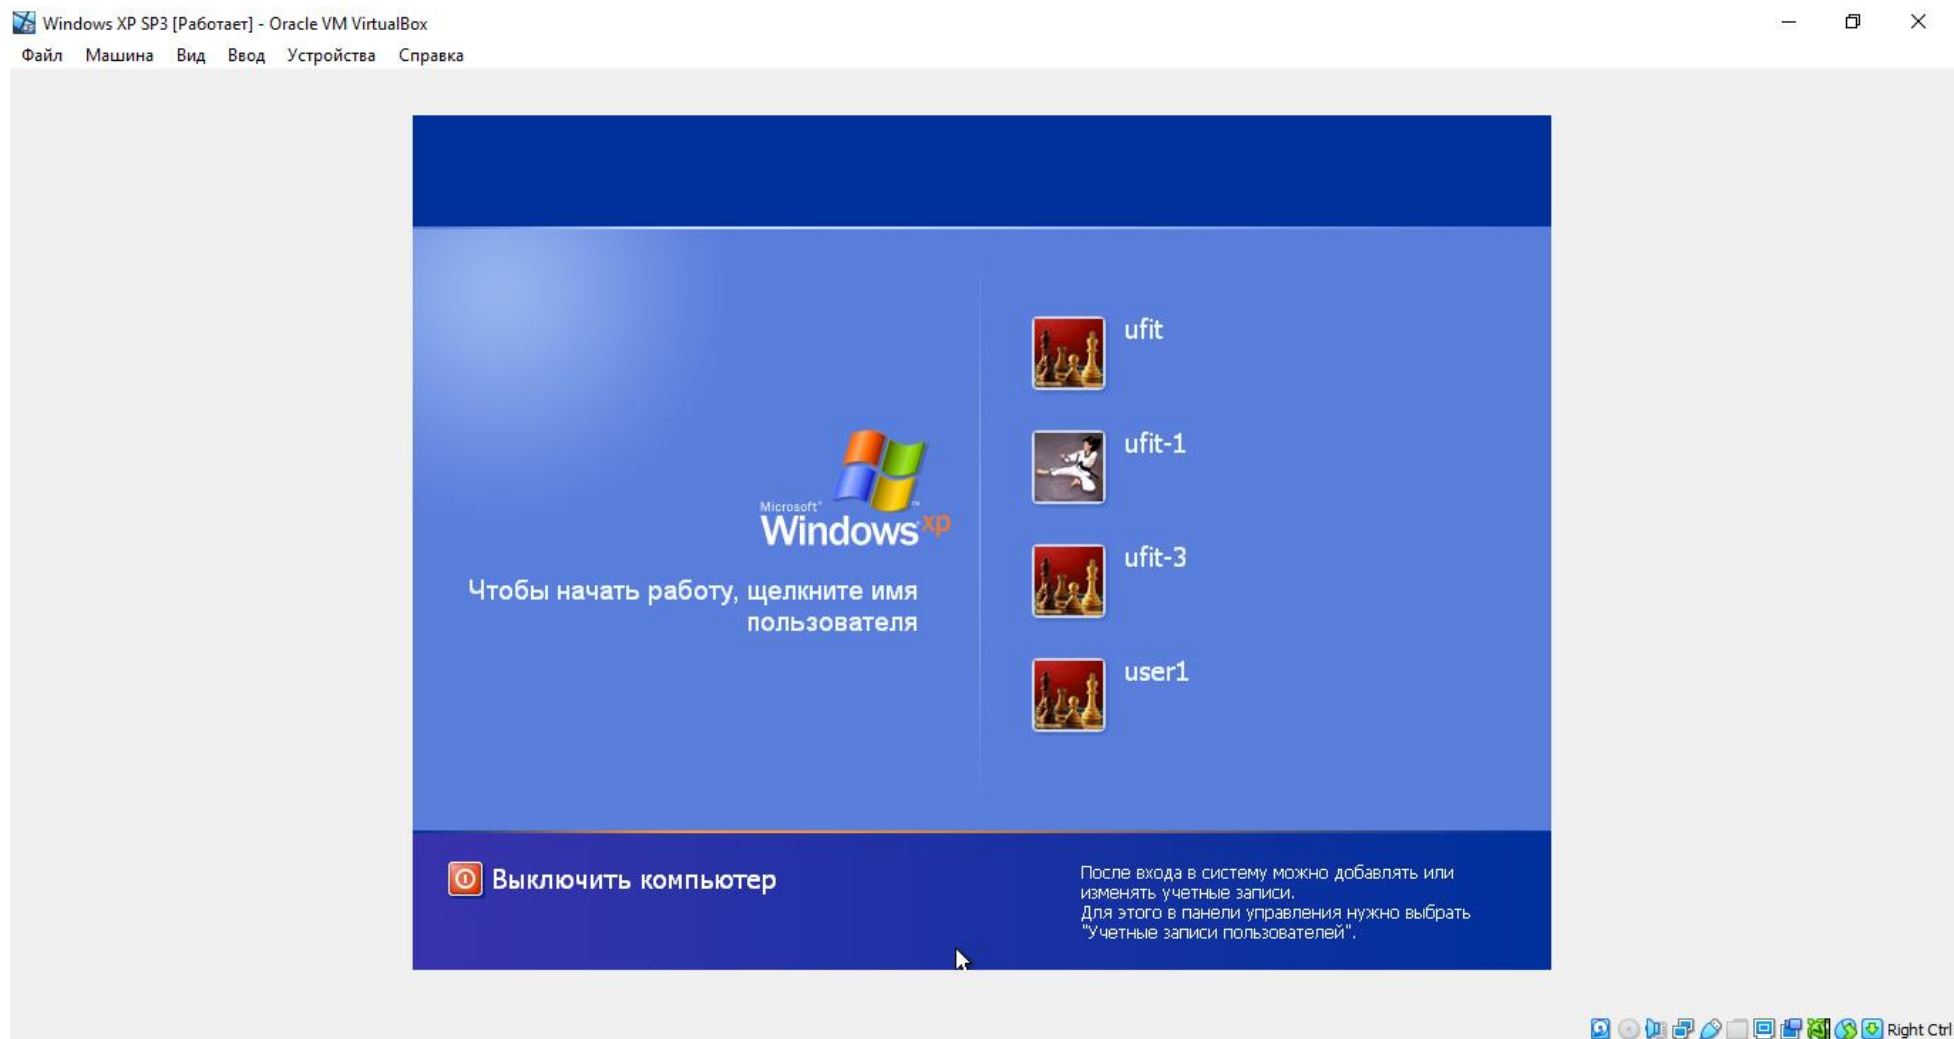 Windows XP SP3 [Работает] - Oracle VM VirtualBox
Файл Машина Вид Ввод Устройства Справка
ufit
ufit-1
Microsoft®
Windows xp™
ufit-3
Чтобы начать работу, щелкните имя
пользователя
user1
Выключить компьютер
После входа в систему можно добавлять или
изменять учетные записи.
Для этого в панели управления нужно выбрать
"Учетные записи пользователей".
Right Ctrl